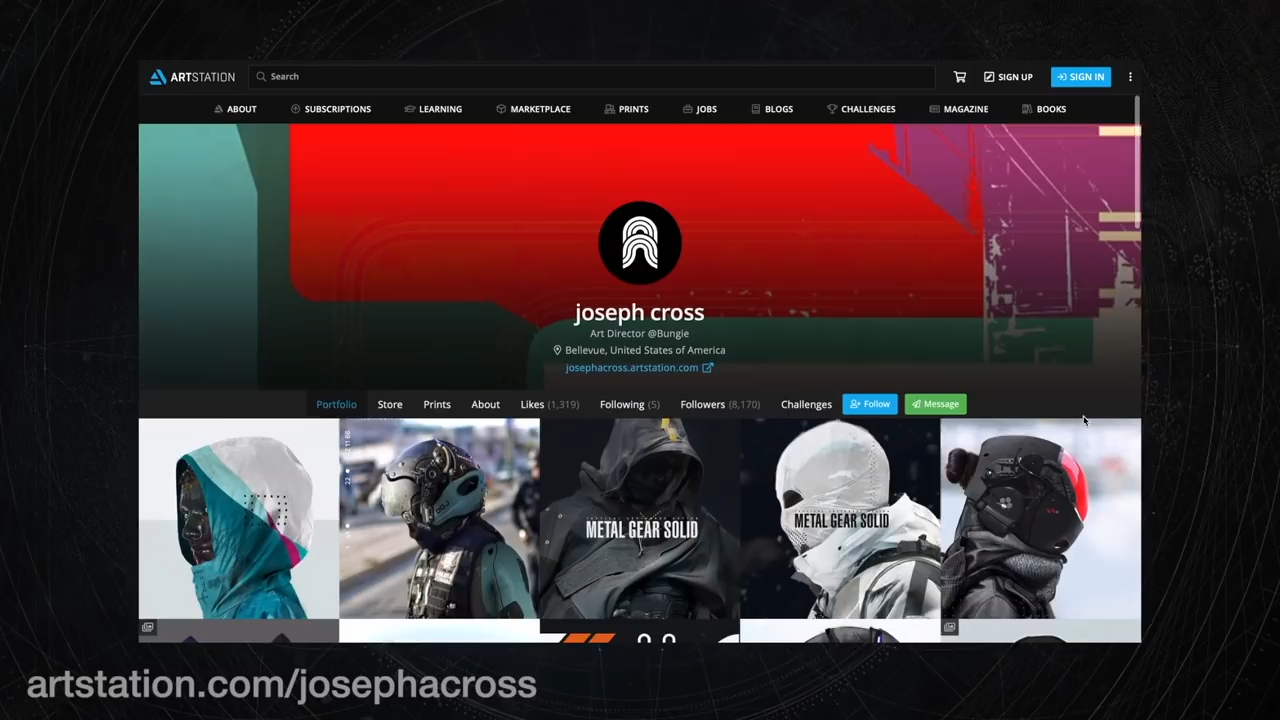 ARTSTATION
Search
SIGN UP
SIGN IN
ABOUT
SUBSCRIPTIONS
LEARNING
MARKETPLACE
PRINTS
JOBS
BLOGS
CHALLENGES
MAGAZINE
BOOKS
joseph cross
Art Director @Bungie
Bellevue, United States of America
josephacross.artstation.com
Portfolio
Store
Prints
About
Likes (1,319)
Following (5)
Followers (8,170)
Challenges
Follow
Message
METAL GEAR SOLID
METAL GEAR SOLID
artstation.com/josephacross